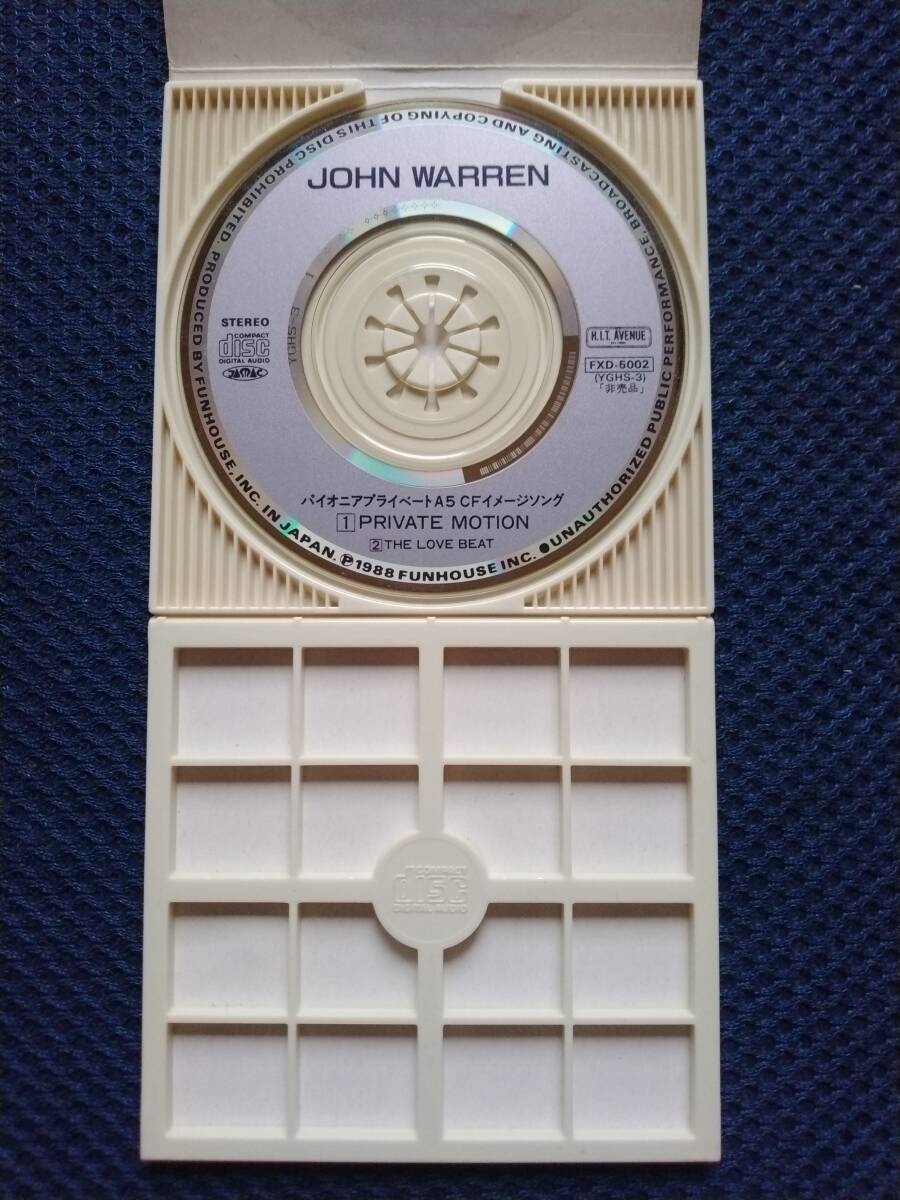 JOHN WARREN
UNAUTHORIZED PUBLIC PERFORMANCE. BROADCASTING AND COPYING OF THIS DISC PROHIBITED. PRODUCED BY FUNHOUSE, INC. IN JAPAN. ℗1988 FUNHOUSE INC. ●
YGHS-3 1
STEREO
COMPACT
disc
DIGITAL AUDIO
JAMAC
H.I.T. AVENUE
FXD-5002
(YGHS-3)
「非売品」
パイオニアプライベートA5 CFイメージソング
1 PRIVATE MOTION
2 THE LOVE BEAT
COMPACT
disc
DIGITAL AUDIO